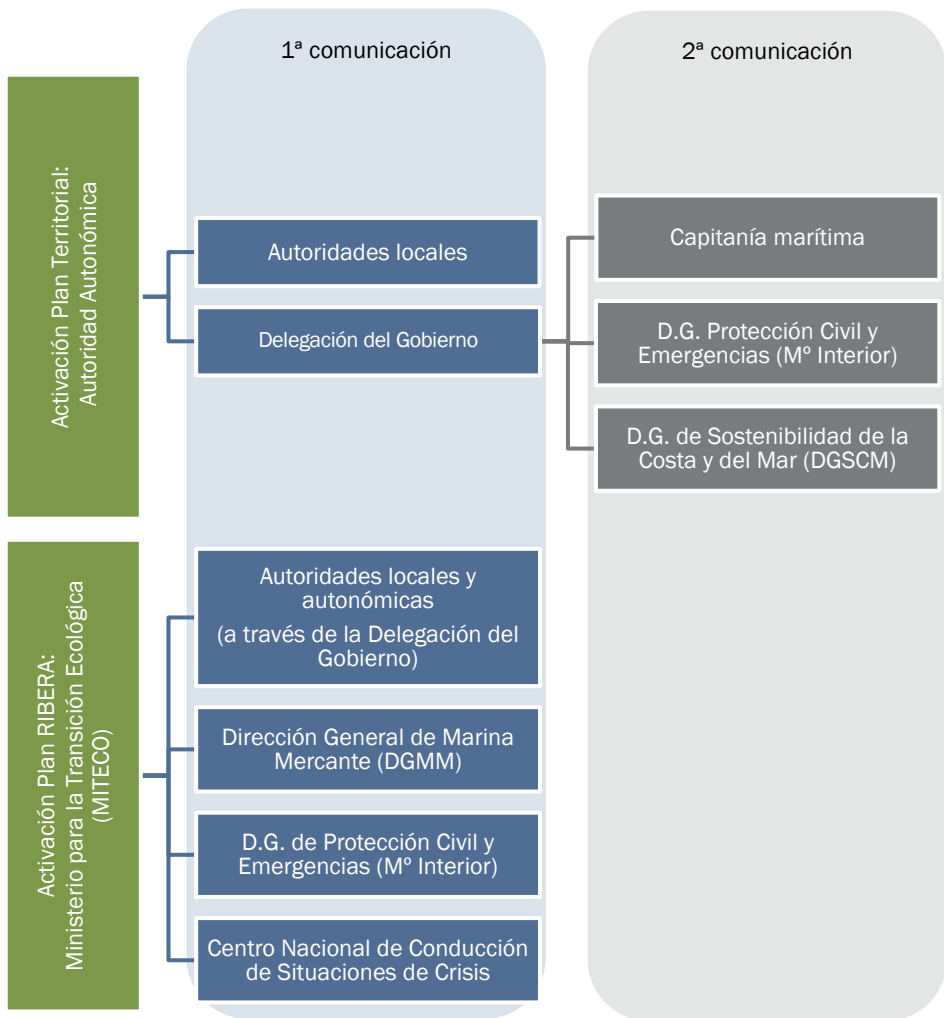 1ª comunicación
2ª comunicación
Activación Plan Territorial:
Autoridad Autonómica
Autoridades locales
Delegación del Gobierno
Capitanía marítima
D.G. Protección Civil y
Emergencias (Mº Interior)
D.G. de Sostenibilidad de la
Costa y del Mar (DGSCM)
Activación Plan RIBERA:
Ministerio para la Transición Ecológica
(MITECO)
Autoridades locales y
autonómicas
(a través de la Delegación del
Gobierno)
Dirección General de Marina
Mercante (DGMM)
D.G. de Protección Civil y
Emergencias (Mº Interior)
Centro Nacional de Conducción
de Situaciones de Crisis